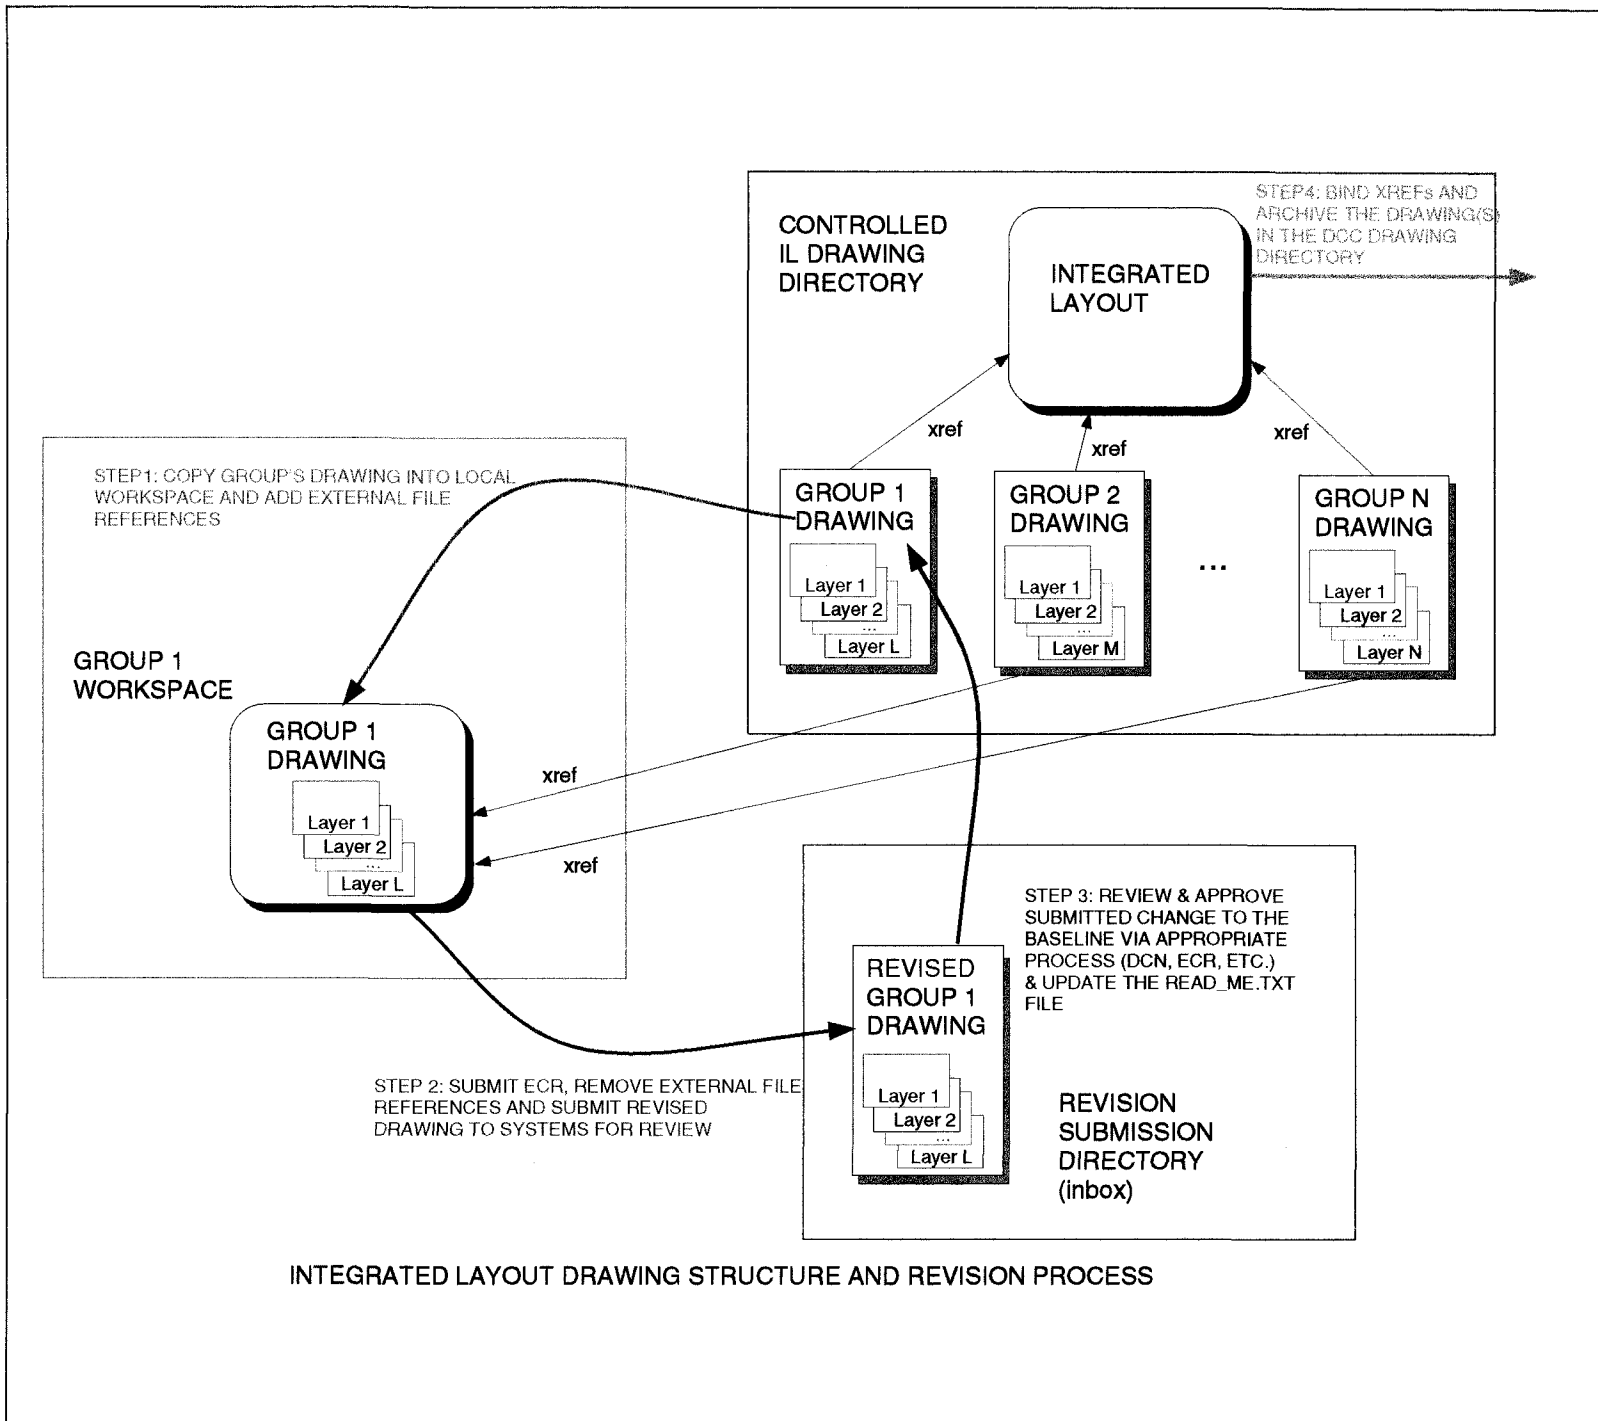 STEP4: BIND XREFs AND
ARCHIVE THE DRAWING(S)
IN THE DCC DRAWING
DIRECTORY
CONTROLLED
IL DRAWING
DIRECTORY
INTEGRATED
LAYOUT
xref
xref
xref
STEP1: COPY GROUP'S DRAWING INTO LOCAL
WORKSPACE AND ADD EXTERNAL FILE
REFERENCES
GROUP 1
DRAWING
Layer 1
Layer 2
...
Layer L
GROUP 2
DRAWING
Layer 1
Layer 2
...
Layer M
...
GROUP N
DRAWING
Layer 1
Layer 2
...
Layer N
GROUP 1
WORKSPACE
GROUP 1
DRAWING
Layer 1
Layer 2
...
Layer L
xref
xref
STEP 3: REVIEW & APPROVE
SUBMITTED CHANGE TO THE
BASELINE VIA APPROPRIATE
PROCESS (DCN, ECR, ETC.)
& UPDATE THE READ_ME.TXT
FILE
REVISED
GROUP 1
DRAWING
Layer 1
Layer 2
...
Layer L
STEP 2: SUBMIT ECR, REMOVE EXTERNAL FILE
REFERENCES AND SUBMIT REVISED
DRAWING TO SYSTEMS FOR REVIEW
REVISION
SUBMISSION
DIRECTORY
(inbox)
INTEGRATED LAYOUT DRAWING STRUCTURE AND REVISION PROCESS